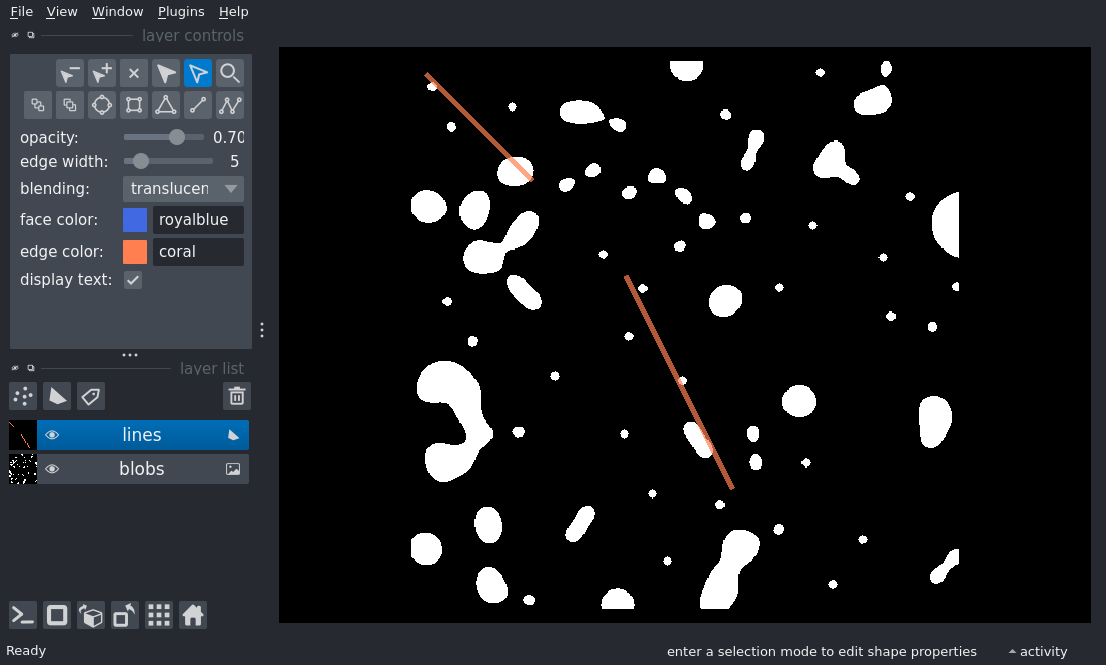 File View Window Plugins Help
layer controls
opacity: 0.70
edge width: 5
blending: translucen
face color: royalblue
edge color: coral
display text:
layer list
lines
blobs
Ready enter a selection mode to edit shape properties activity